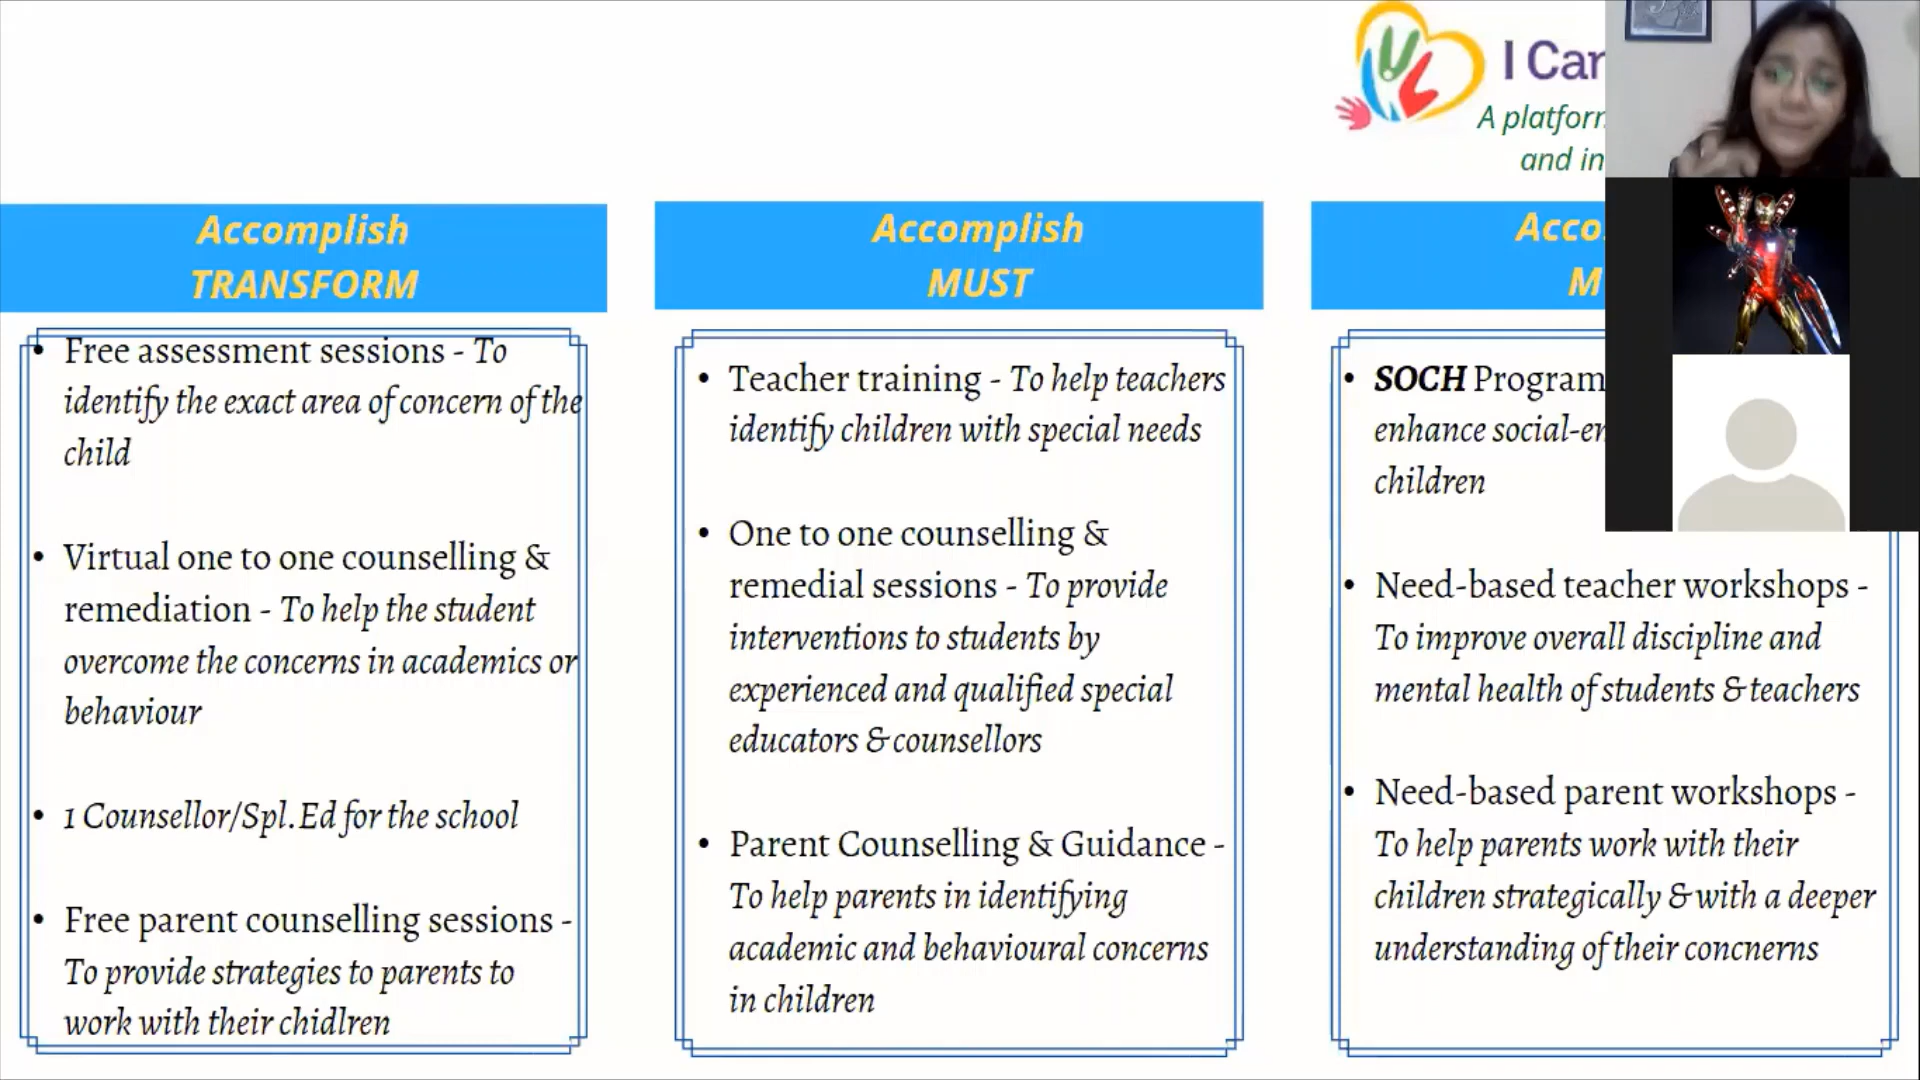 I Car
A platform
and in
Accomplish
TRANSFORM
Free assessment sessions - To
identify the exact area of concern of the
child
Virtual one to one counselling &
remediation - To help the student
overcome the concerns in academics or
behaviour
1 Counsellor/Spl.Ed for the school
Free parent counselling sessions -
To provide strategies to parents to
work with their chidlren
Accomplish
MUST
Teacher training - To help teachers
identify children with special needs
One to one counselling &
remedial sessions - To provide
interventions to students by
experienced and qualified special
educators & counsellors
Parent Counselling & Guidance -
To help parents in identifying
academic and behavioural concerns
in children
Acco
M
SOCH Program
enhance social-em
children
Need-based teacher workshops -
To improve overall discipline and
mental health of students & teachers
Need-based parent workshops -
To help parents work with their
children strategically & with a deeper
understanding of their concnerns